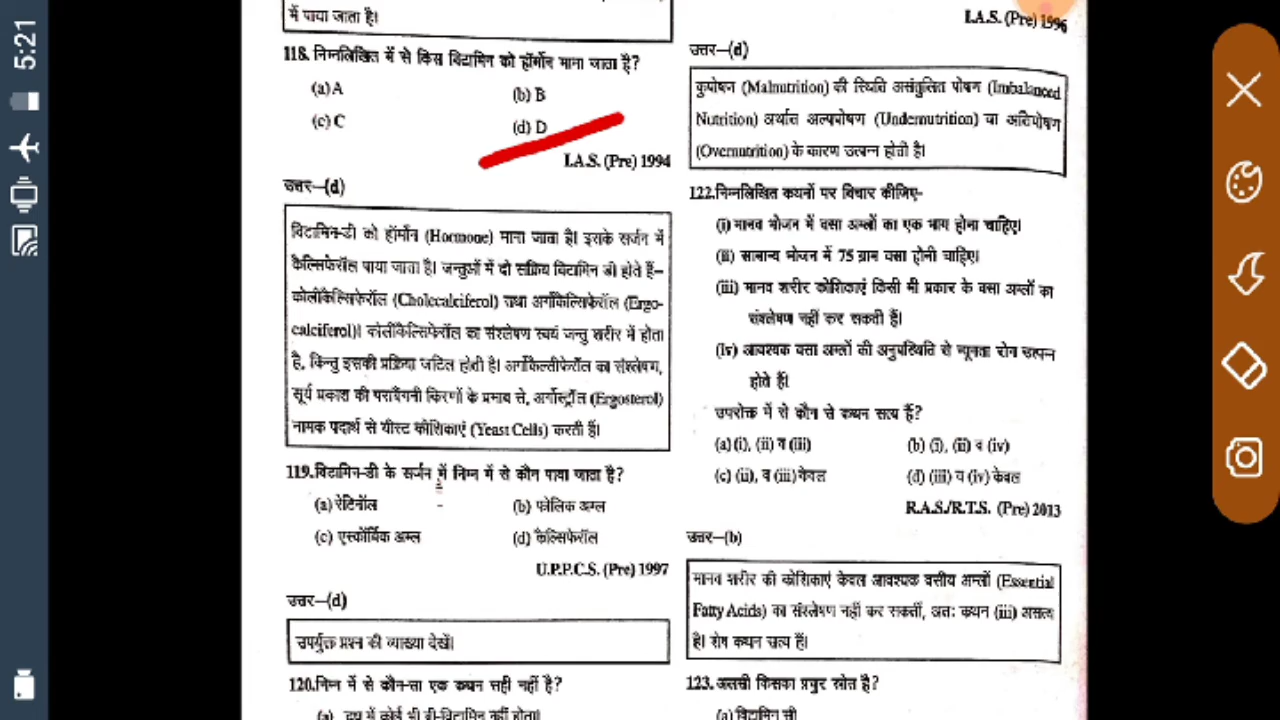 5:21
में पाया जाता है।
118. निम्नलिखित में से किस विटामिन को हॉर्मोन माना जाता है?
(a) A
(b) B
(c) C
(d) D
I.A.S. (Pre) 1994
उत्तर–(d)
विटामिन-डी को हॉर्मोन (Hormone) माना जाता है। इसके सर्जन में
कैल्सिफेरॉल पाया जाता है। जन्तुओं में दो सक्रिय विटामिन डी होते हैं–
कोलीकैल्सिफेरॉल (Cholecalciferol) तथा अर्गोकैल्सिफेरॉल (Ergo-
calciferol)। कोलीकैल्सिफेरॉल का संश्लेषण स्वयं जन्तु शरीर में होता
है, किन्तु इसकी प्रक्रिया जटिल होती है। अर्गोकैल्सीफेरॉल का संश्लेषण,
सूर्य प्रकाश की पराबैंगनी किरणों के प्रभाव से, अर्गोस्ट्रॉल (Ergosterol)
नामक पदार्थ से यीस्ट कोशिकाएं (Yeast Cells) करती हैं।
119. विटामिन-डी के सर्जन में निम्न में से कौन पाया जाता है?
(a) रेटिनॉल
(b) फोलिक अम्ल
(c) एस्कॉर्बिक अम्ल
(d) कैल्सिफेरॉल
U.P.P.C.S. (Pre) 1997
उत्तर–(d)
उपर्युक्त प्रश्न की व्याख्या देखें।
120. निम्न में से कौन-सा एक कथन सही नहीं है?
(a) दूध में कोई भी बी-विटामिन नहीं होता।
I.A.S. (Pre) 1996
उत्तर–(d)
कुपोषन (Malnutrition) की स्थिति असंतुलित पोषन (Imbalanced
Nutrition) अर्थात अल्पपोषण (Undernutrition) या अतिपोषण
(Overnutrition) के कारण उत्पन्न होती है।
122. निम्नलिखित कथनों पर विचार कीजिए-
(i) मानव भोजन में वसा अम्लों का एक भाग होना चाहिए।
(ii) सामान्य भोजन में 75 ग्राम वसा होनी चाहिए।
(iii) मानव शरीर कोशिकाएं किसी भी प्रकार के वसा अम्लों का
संश्लेषण नहीं कर सकती हैं।
(iv) आवश्यक वसा अम्लों की अनुपस्थिति से न्यूनता रोग उत्पन्न
होते हैं।
उपरोक्त में से कौन से कथन सत्य हैं?
(a) (i), (ii) व (iii)
(b) (i), (ii) व (iv)
(c) (ii), व (iii) केवल
(d) (iii) व (iv) केवल
R.A.S./R.T.S. (Pre) 2013
उत्तर–(b)
मानव शरीर की कोशिकाएं केवल आवश्यक वसीय अम्लों (Essential
Fatty Acids) का संश्लेषण नहीं कर सकतीं, अतः कथन (iii) असत्य
है। शेष कथन सत्य हैं।
123. अलसी किसका प्रचुर स्रोत है?
(a) विटामिन सी